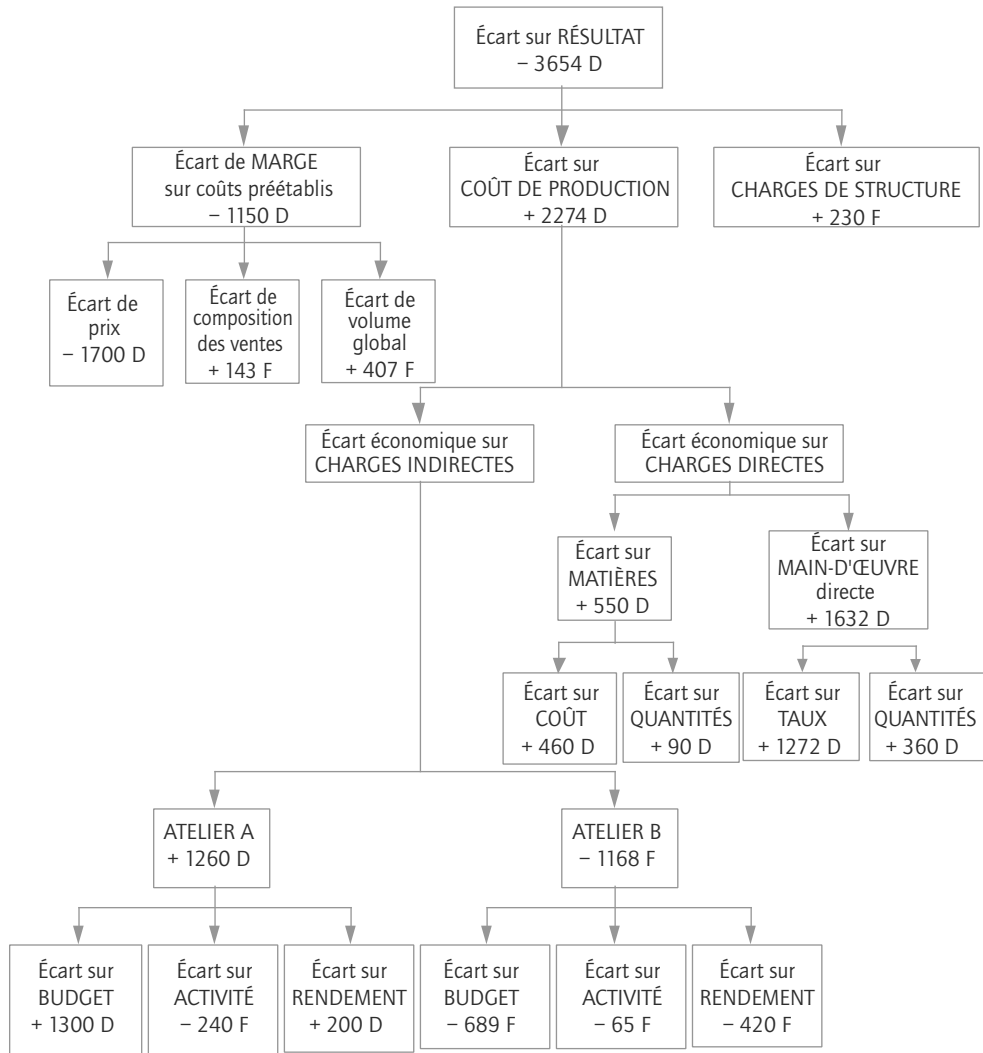 Écart sur RÉSULTAT
− 3654 D
Écart de MARGE
sur coûts préétablis
− 1150 D
Écart sur
COÛT DE PRODUCTION
+ 2274 D
Écart sur
CHARGES DE STRUCTURE
+ 230 F
Écart de
prix
− 1700 D
Écart de
composition
des ventes
+ 143 F
Écart de
volume
global
+ 407 F
Écart économique sur
CHARGES INDIRECTES
Écart économique sur
CHARGES DIRECTES
Écart sur
MATIÈRES
+ 550 D
Écart sur
MAIN-D'ŒUVRE
directe
+ 1632 D
Écart sur
COÛT
+ 460 D
Écart sur
QUANTITÉS
+ 90 D
Écart sur
TAUX
+ 1272 D
Écart sur
QUANTITÉS
+ 360 D
ATELIER A
+ 1260 D
ATELIER B
− 1168 F
Écart sur
BUDGET
+ 1300 D
Écart sur
ACTIVITÉ
− 240 F
Écart sur
RENDEMENT
+ 200 D
Écart sur
BUDGET
− 689 F
Écart sur
ACTIVITÉ
− 65 F
Écart sur
RENDEMENT
− 420 F